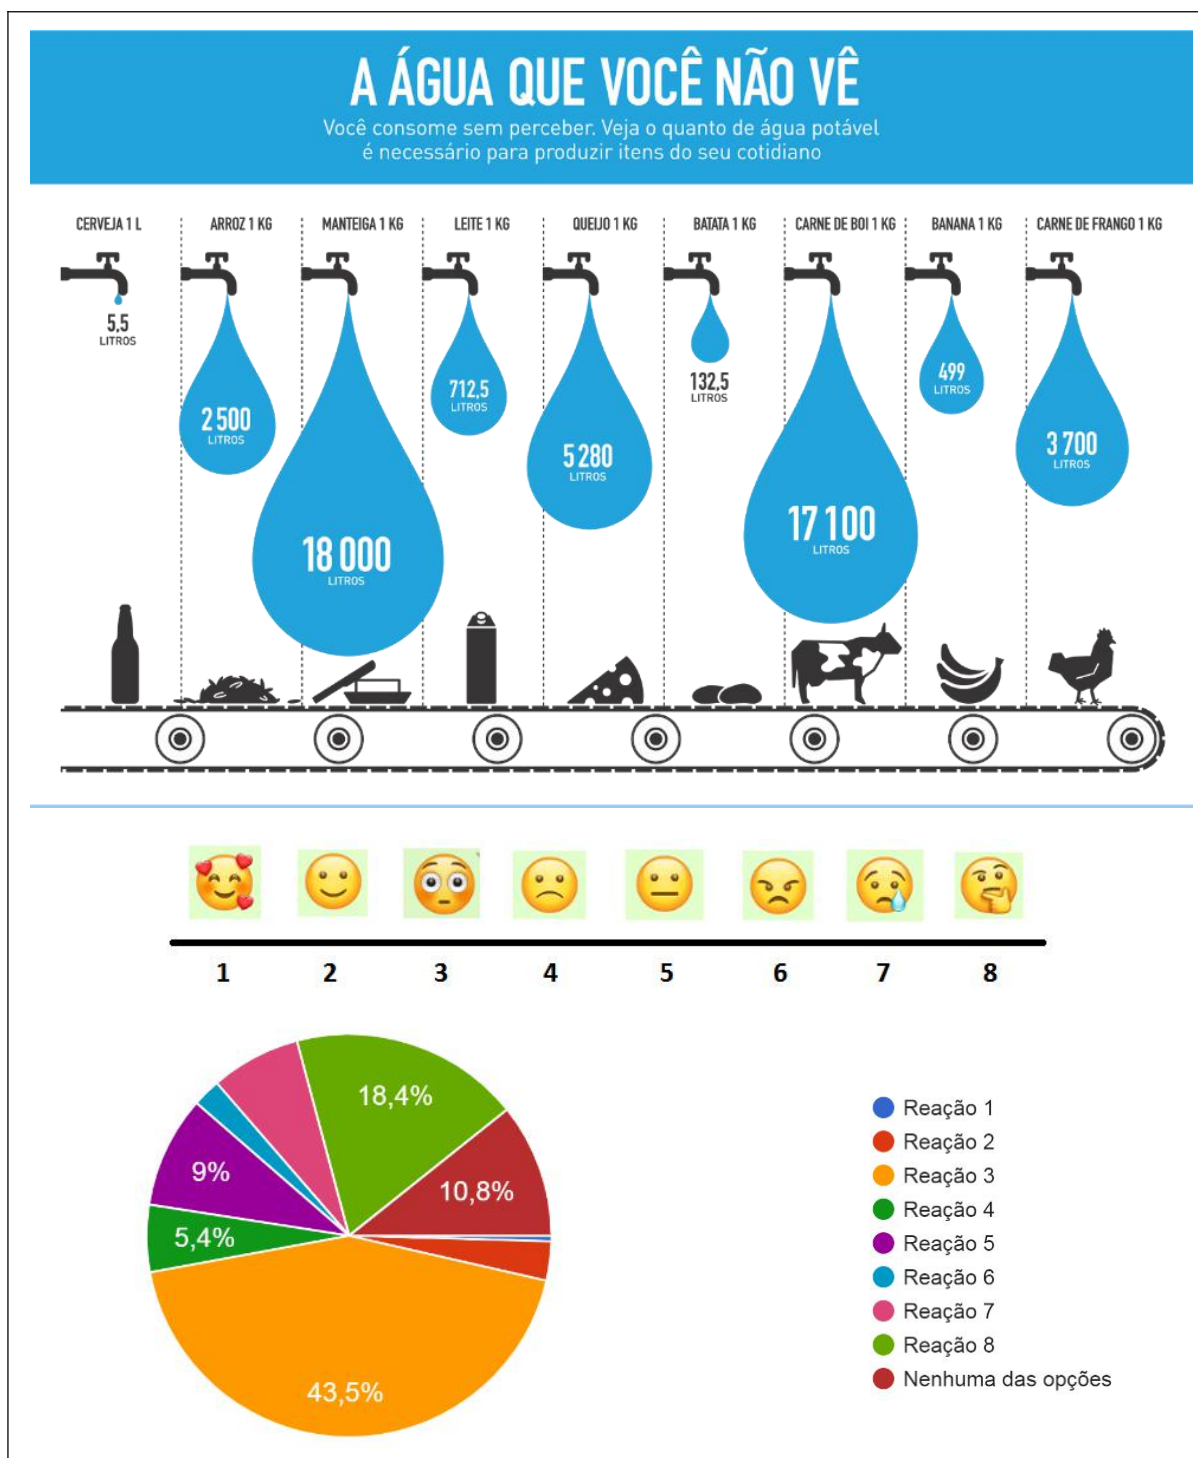 A ÁGUA QUE VOCÊ NÃO VÊ
Você consome sem perceber. Veja o quanto de água potável
é necessário para produzir itens do seu cotidiano
CERVEJA 1 L
ARROZ 1 KG
MANTEIGA 1 KG
LEITE 1 KG
QUEIJO 1 KG
BATATA 1 KG
CARNE DE BOI 1 KG
BANANA 1 KG
CARNE DE FRANGO 1 KG
5,5
LITROS
2 500
LITROS
18 000
LITROS
712,5
LITROS
5 280
LITROS
132,5
LITROS
17 100
LITROS
499
LITROS
3 700
LITROS
1 2 3 4 5 6 7 8
18,4%
10,8%
9%
5,4%
43,5%
Reação 1
Reação 2
Reação 3
Reação 4
Reação 5
Reação 6
Reação 7
Reação 8
Nenhuma das opções